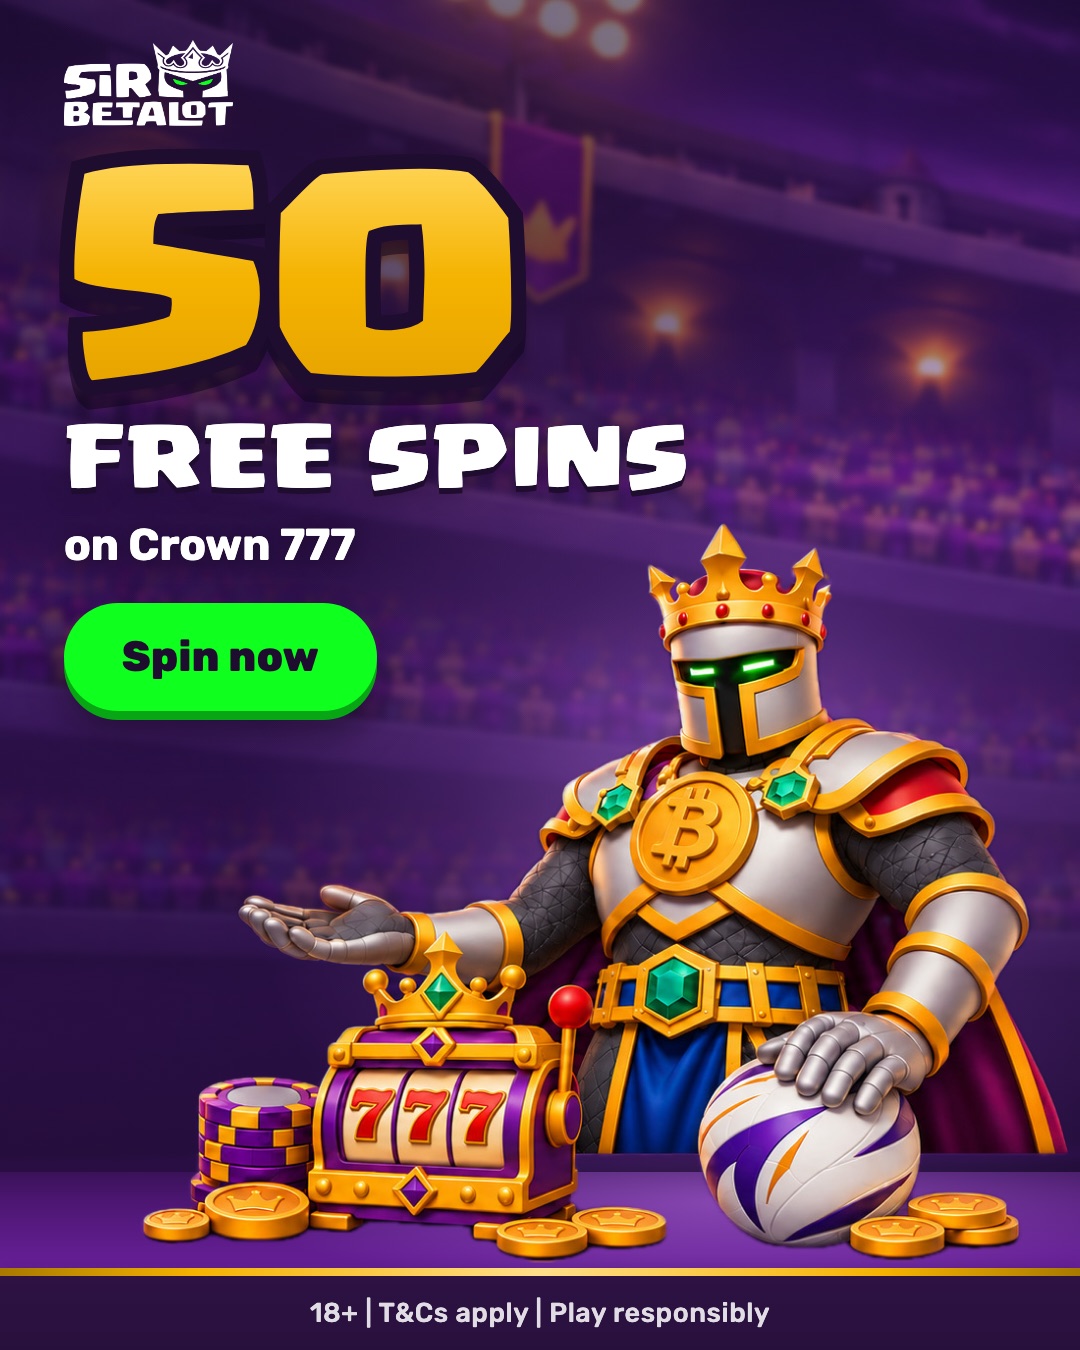 SIR
BETALOT
50
FREE SPINS
on Crown 777
Spin now
₿
777
18+ | T&Cs apply | Play responsibly